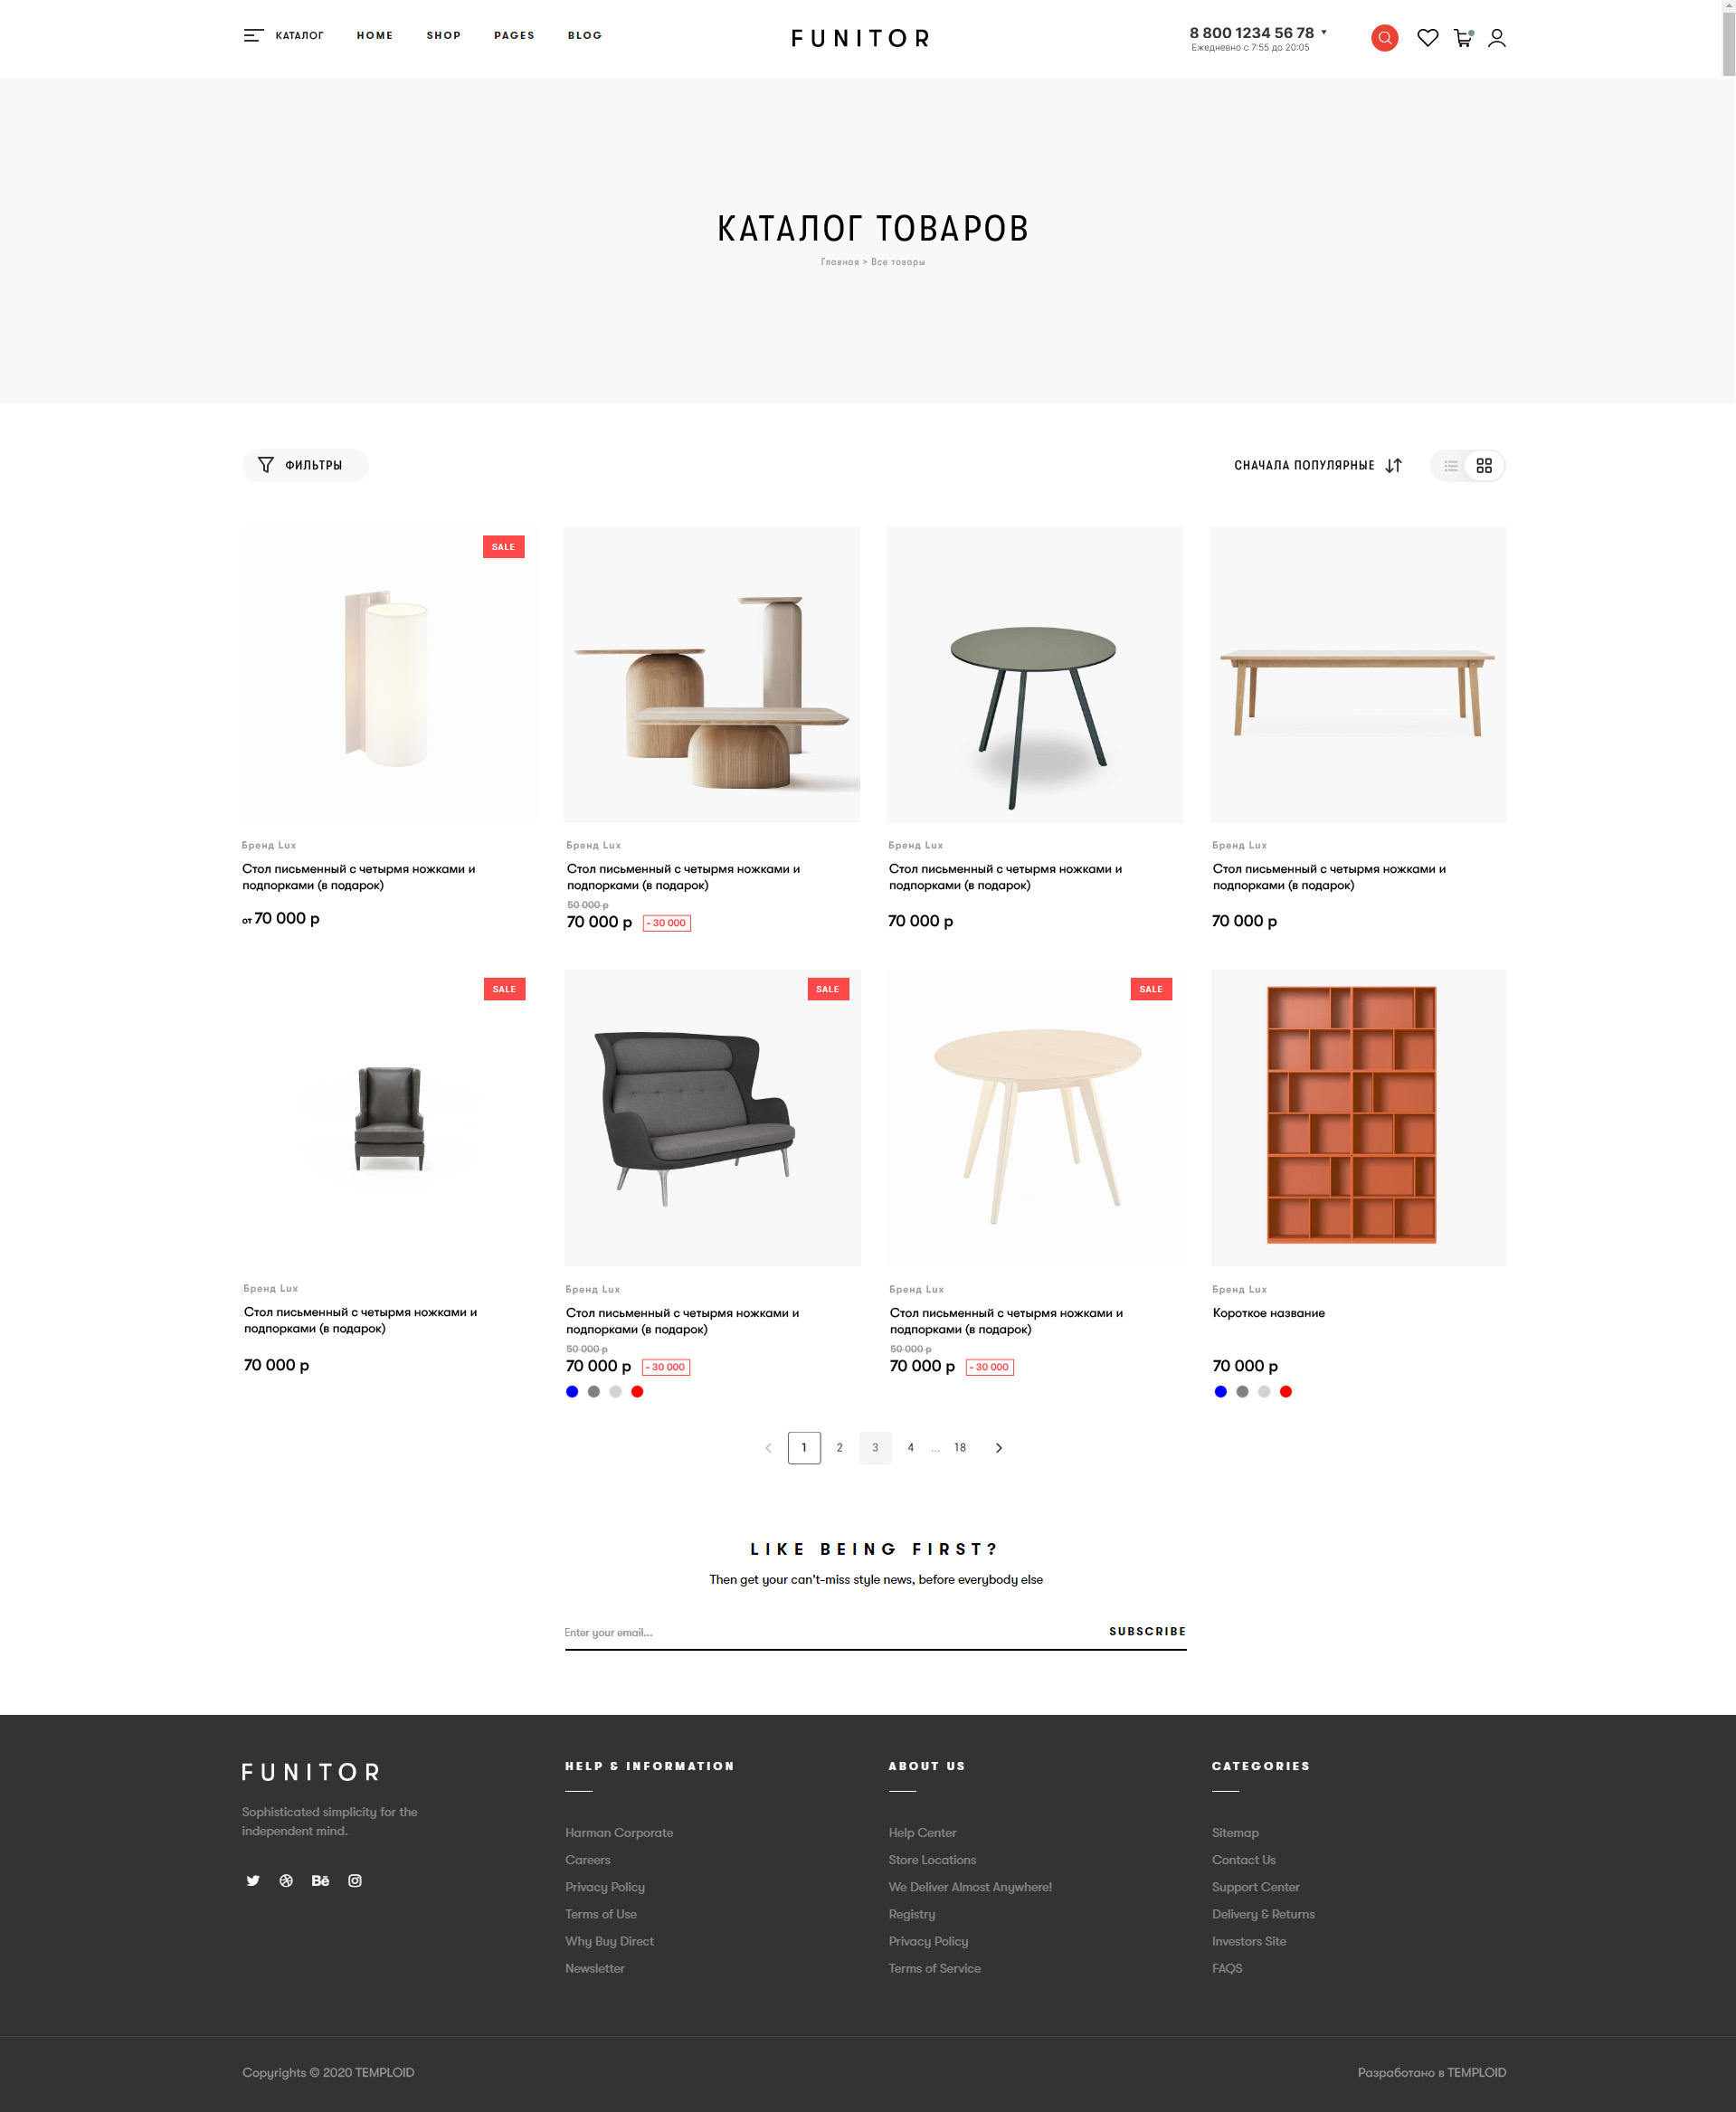 КАТАЛОГ
HOME
SHOP
PAGES
BLOG
FUNITOR
8 800 1234 56 78
Ежедневно с 7:55 до 20:05
КАТАЛОГ ТОВАРОВ
Главная > Все товары
ФИЛЬТРЫ
СНАЧАЛА ПОПУЛЯРНЫЕ
SALE
Бренд Lux
Стол письменный с четырмя ножками и
подпорками (в подарок)
от 70 000 р
Бренд Lux
Стол письменный с четырмя ножками и
подпорками (в подарок)
50 000 р
70 000 р
- 30 000
Бренд Lux
Стол письменный с четырмя ножками и
подпорками (в подарок)
70 000 р
Бренд Lux
Стол письменный с четырмя ножками и
подпорками (в подарок)
70 000 р
SALE
Бренд Lux
Стол письменный с четырмя ножками и
подпорками (в подарок)
70 000 р
SALE
Бренд Lux
Стол письменный с четырмя ножками и
подпорками (в подарок)
50 000 р
70 000 р
- 30 000
SALE
Бренд Lux
Стол письменный с четырмя ножками и
подпорками (в подарок)
50 000 р
70 000 р
- 30 000
Бренд Lux
Короткое название
70 000 р
1
2
3
4
...
18
LIKE BEING FIRST?
Then get your can't-miss style news, before everybody else
Enter your email...
SUBSCRIBE
FUNITOR
Sophisticated simplicity for the
independent mind.
Bē
HELP & INFORMATION
Harman Corporate
Careers
Privacy Policy
Terms of Use
Why Buy Direct
Newsletter
ABOUT US
Help Center
Store Locations
We Deliver Almost Anywhere!
Registry
Privacy Policy
Terms of Service
CATEGORIES
Sitemap
Contact Us
Support Center
Delivery & Returns
Investors Site
FAQS
Copyrights © 2020 TEMPLOID
Разработано в TEMPLOID